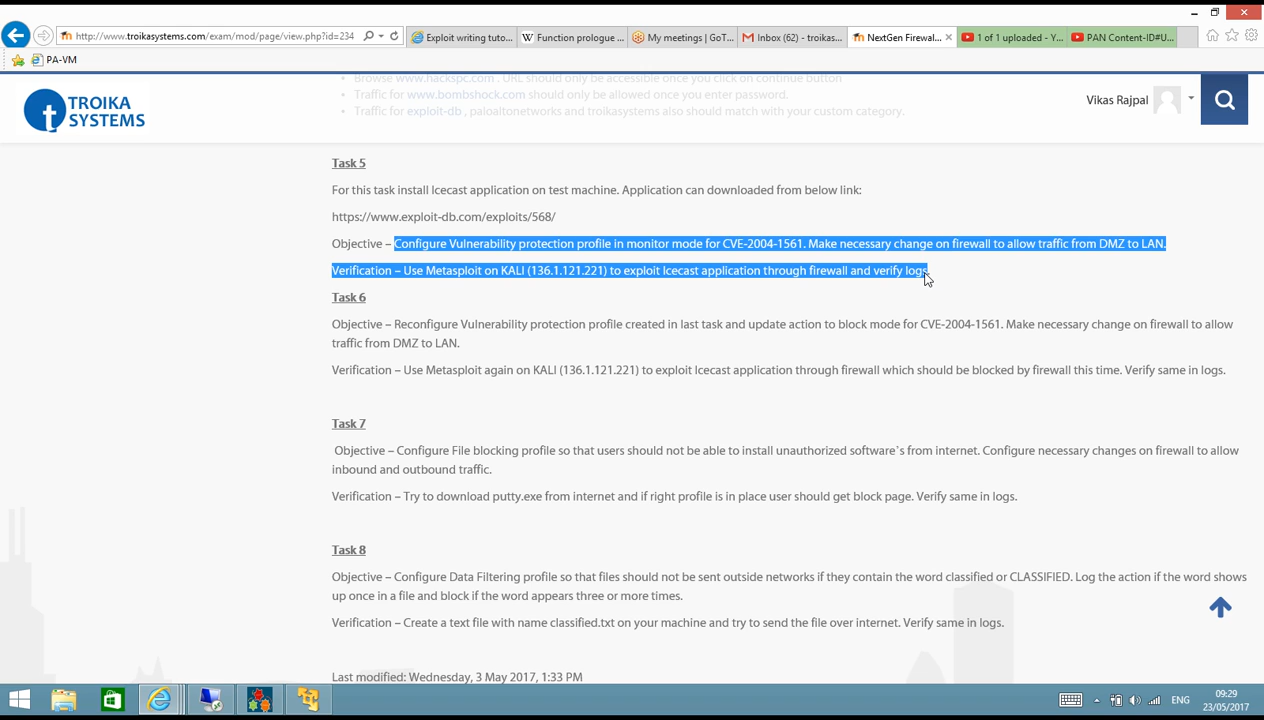 http://www.troikasystems.com/exam/mod/page/view.php?id=234
Exploit writing tuto...
Function prologue ...
My meetings | GoT...
Inbox (62) - troikas...
NextGen Firewal...
1 of 1 uploaded - Y...
PAN Content-ID#U...
PA-VM
TROIKA
SYSTEMS
Vikas Rajpal
Browse www.hackspc.com . URL should only be accessible once you click on continue button
Traffic for www.bombshock.com should only be allowed once you enter password.
Traffic for exploit-db , paloaltonetworks and troikasystems also should match with your custom category.
Task 5
For this task install Icecast application on test machine. Application can downloaded from below link:
https://www.exploit-db.com/exploits/568/
Objective – Configure Vulnerability protection profile in monitor mode for CVE-2004-1561. Make necessary change on firewall to allow traffic from DMZ to LAN.
Verification – Use Metasploit on KALI (136.1.121.221) to exploit Icecast application through firewall and verify logs
Task 6
Objective – Reconfigure Vulnerability protection profile created in last task and update action to block mode for CVE-2004-1561. Make necessary change on firewall to allow
traffic from DMZ to LAN.
Verification – Use Metasploit again on KALI (136.1.121.221) to exploit Icecast application through firewall which should be blocked by firewall this time. Verify same in logs.
Task 7
Objective – Configure File blocking profile so that users should not be able to install unauthorized software`s from internet. Configure necessary changes on firewall to allow
inbound and outbound traffic.
Verification – Try to download putty.exe from internet and if right profile is in place user should get block page. Verify same in logs.
Task 8
Objective – Configure Data Filtering profile so that files should not be sent outside networks if they contain the word classified or CLASSIFIED. Log the action if the word shows
up once in a file and block if the word appears three or more times.
Verification – Create a text file with name classified.txt on your machine and try to send the file over internet. Verify same in logs.
Last modified: Wednesday, 3 May 2017, 1:33 PM
ENG
09:29
23/05/2017